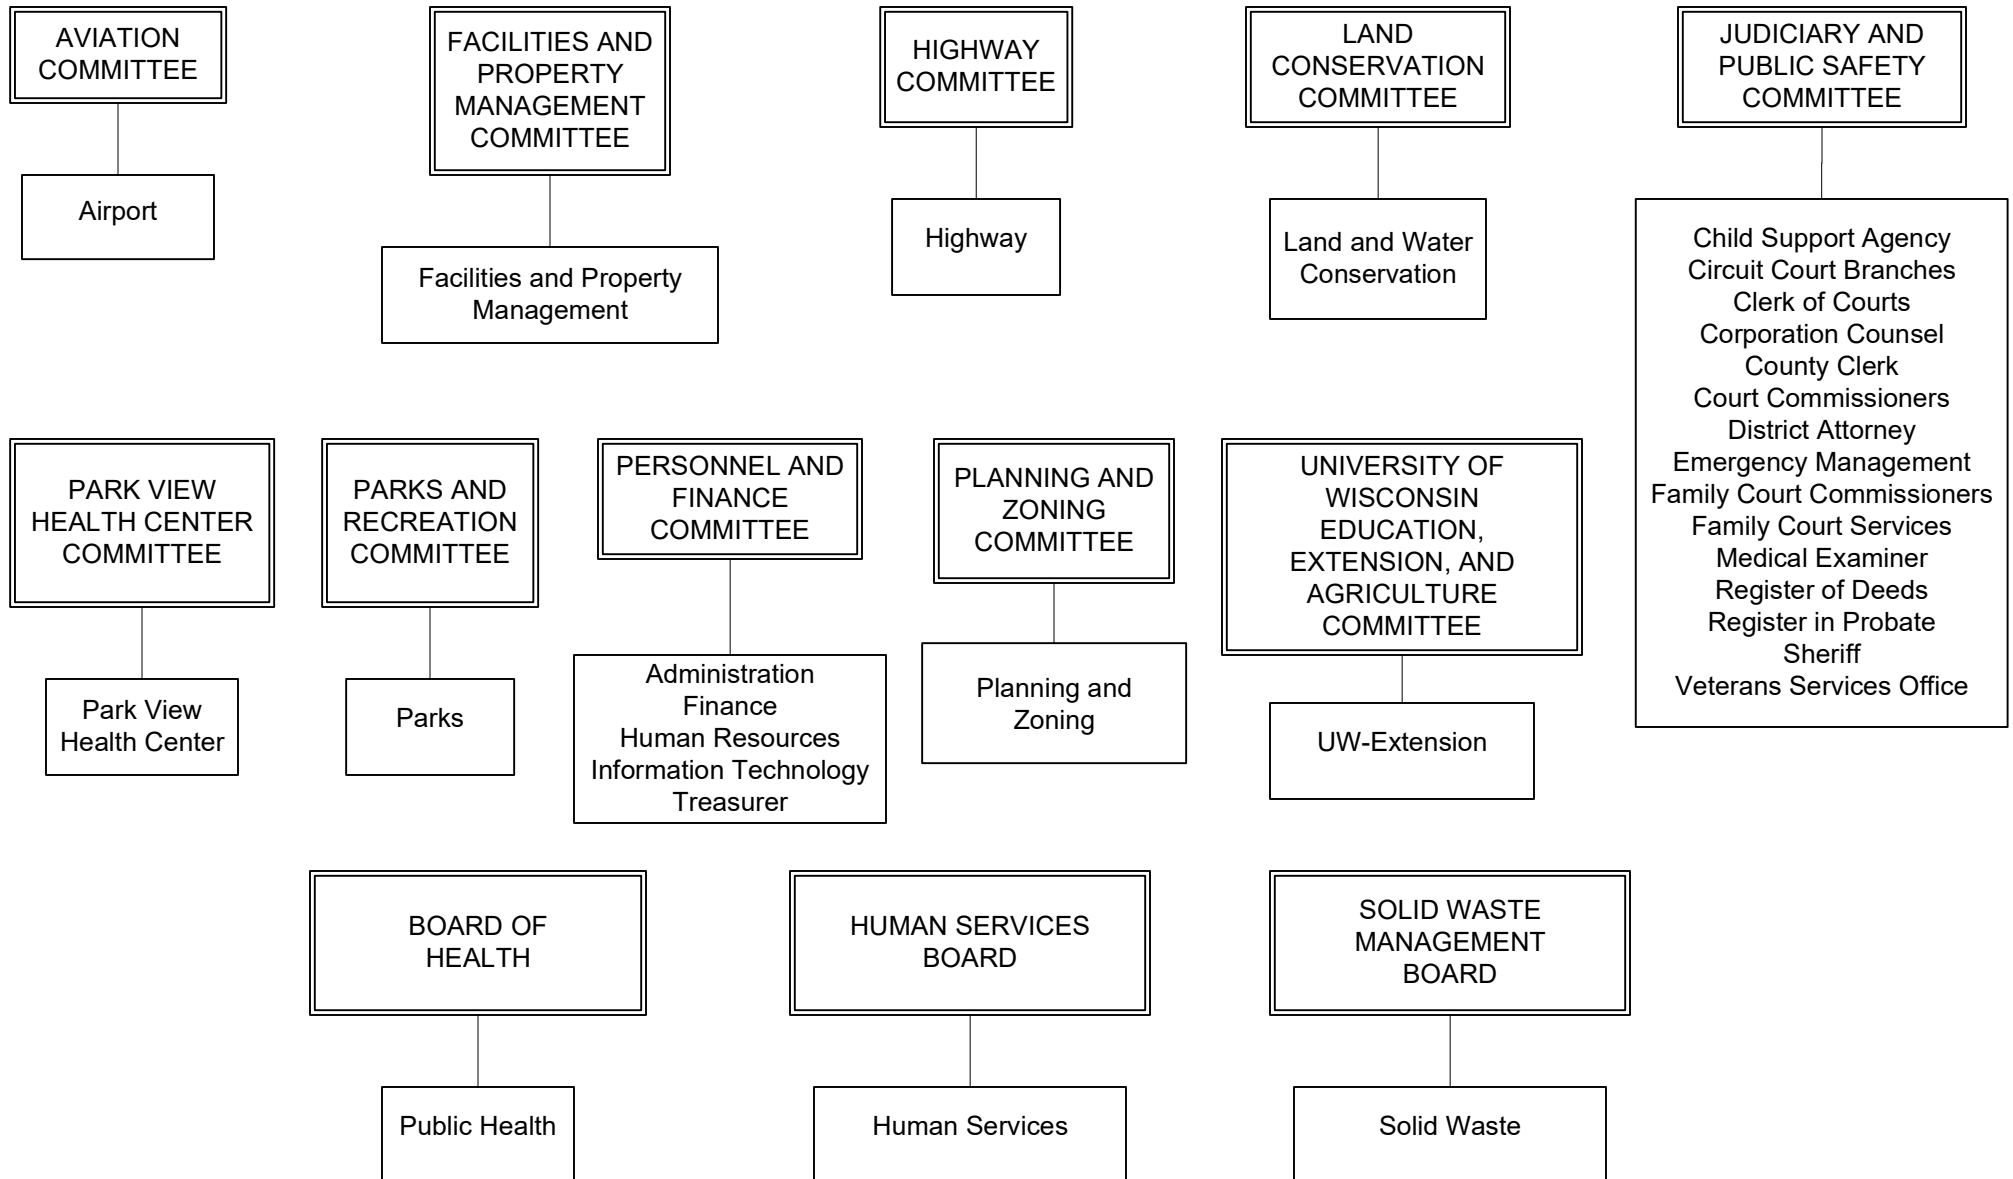 AVIATION
COMMITTEE
Airport
FACILITIES AND
PROPERTY
MANAGEMENT
COMMITTEE
Facilities and Property
Management
HIGHWAY
COMMITTEE
Highway
LAND
CONSERVATION
COMMITTEE
Land and Water
Conservation
JUDICIARY AND
PUBLIC SAFETY
COMMITTEE
Child Support Agency
Circuit Court Branches
Clerk of Courts
Corporation Counsel
County Clerk
Court Commissioners
District Attorney
Emergency Management
Family Court Commissioners
Family Court Services
Medical Examiner
Register of Deeds
Register in Probate
Sheriff
Veterans Services Office
PARK VIEW
HEALTH CENTER
COMMITTEE
Park View
Health Center
PARKS AND
RECREATION
COMMITTEE
Parks
PERSONNEL AND
FINANCE
COMMITTEE
Administration
Finance
Human Resources
Information Technology
Treasurer
PLANNING AND
ZONING
COMMITTEE
Planning and
Zoning
UNIVERSITY OF
WISCONSIN
EDUCATION,
EXTENSION, AND
AGRICULTURE
COMMITTEE
UW-Extension
BOARD OF
HEALTH
Public Health
HUMAN SERVICES
BOARD
Human Services
SOLID WASTE
MANAGEMENT
BOARD
Solid Waste